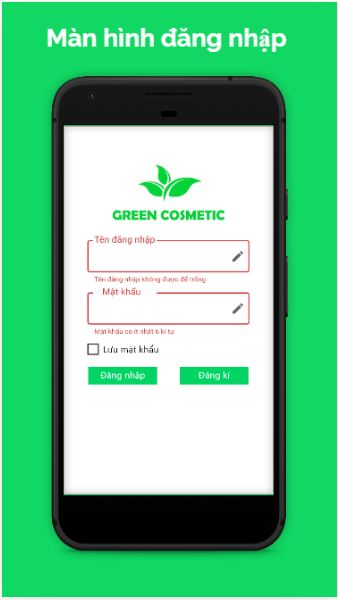 Màn hình đăng nhập
GREEN COSMETIC
Tên đăng nhập
Tên đăng nhập không được để trống
Mật khẩu
Mật khẩu có ít nhất 6 kí tự
Lưu mật khẩu
Đăng nhập
Đăng kí